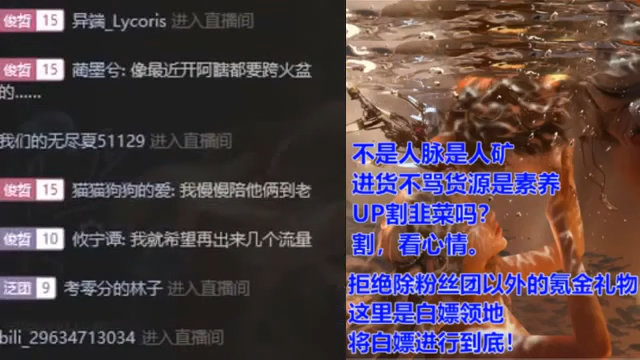 俊哲 15 异端_Lycoris 进入直播间
俊哲 15 蔺墨兮: 像最近开阿瞎都要跨火盆
的……
我们的无尽夏51129 进入直播间
俊哲 15 猫猫狗狗的爱: 我慢慢陪他俩到老
俊哲 10 攸宁谭: 我就希望再出来几个流量
泛团 9 考零分的林子 进入直播间
bili_29634713034 进入直播间
不是人脉是人矿
进货不骂货源是素养
UP割韭菜吗?
割，看心情。
拒绝除粉丝团以外的氪金礼物
这里是白嫖领地
将白嫖进行到底!